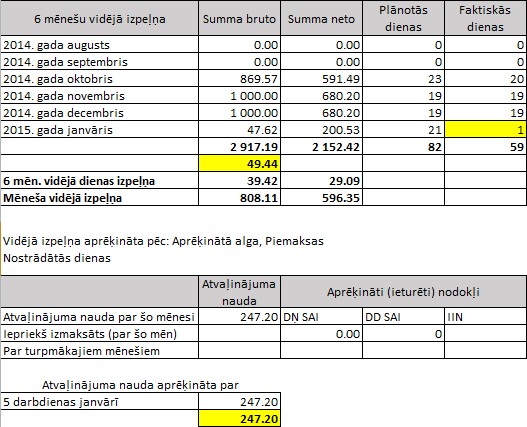 6 mēnešu vidējā izpeļņa Summa bruto Summa neto Plānotās dienas Faktiskās dienas
2014. gada augusts 0.00 0.00 0 0
2014. gada septembris 0.00 0.00 0 0
2014. gada oktobris 869.57 591.49 23 20
2014. gada novembris 1 000.00 680.20 19 19
2014. gada decembris 1 000.00 680.20 19 19
2015. gada janvāris 47.62 200.53 21 1
2 917.19 2 152.42 82 59
49.44
6 mēn. vidējā dienas izpeļņa 39.42 29.09
Mēneša vidējā izpeļņa 808.11 596.35
Vidējā izpeļņa aprēķināta pēc: Aprēķinātā alga, Piemaksas
Nostrādātās dienas
Atvaļinājuma nauda Aprēķināti (ieturēti) nodokļi
Atvaļinājuma nauda par šo mēnesi 247.20 DŅ SAI DD SAI IIN
Iepriekš izmaksāts (par šo mēn) 0.00 0
Par turpmākajiem mēnešiem
Atvaļinājuma nauda aprēķināta par
5 darbdienas janvārī 247.20
247.20